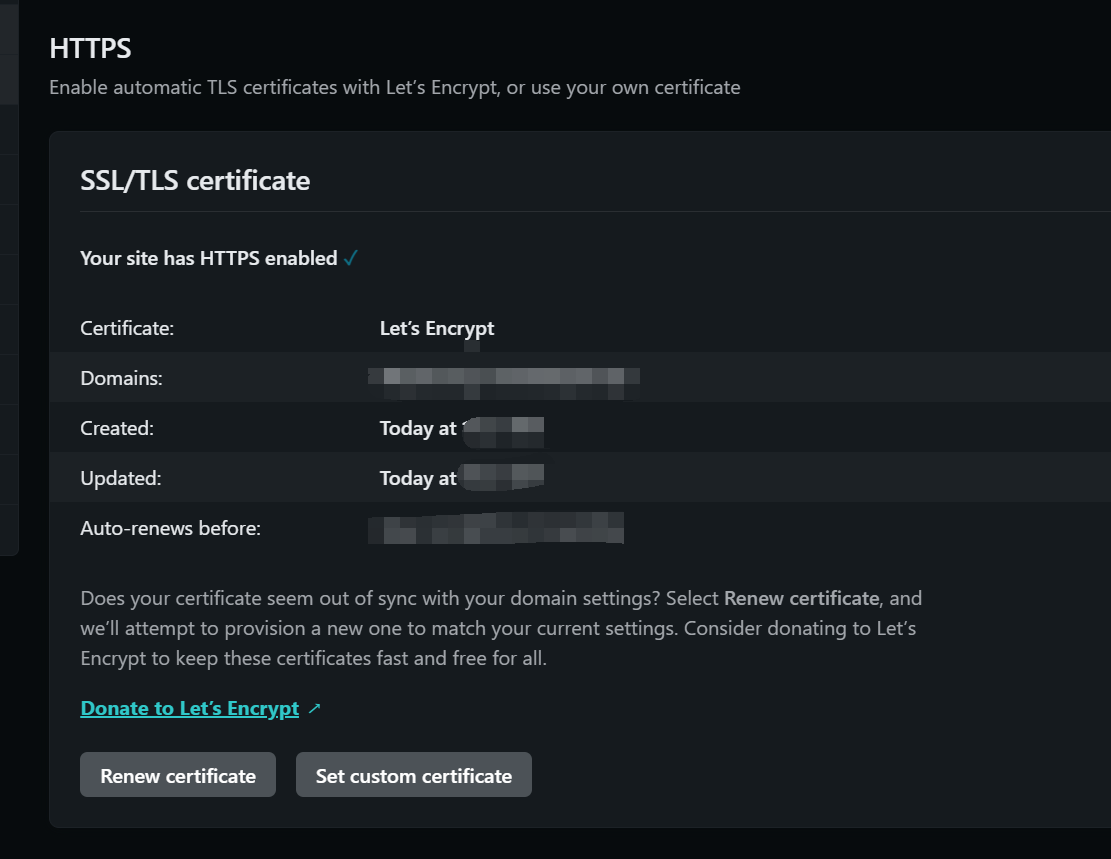 HTTPS
Enable automatic TLS certificates with Let’s Encrypt, or use your own certificate
SSL/TLS certificate
Your site has HTTPS enabled ✓
Certificate: Let’s Encrypt
Domains:
Created: Today at
Updated: Today at
Auto-renews before:
Does your certificate seem out of sync with your domain settings? Select Renew certificate, and
we’ll attempt to provision a new one to match your current settings. Consider donating to Let’s
Encrypt to keep these certificates fast and free for all.
Donate to Let’s Encrypt ↗
Renew certificate Set custom certificate